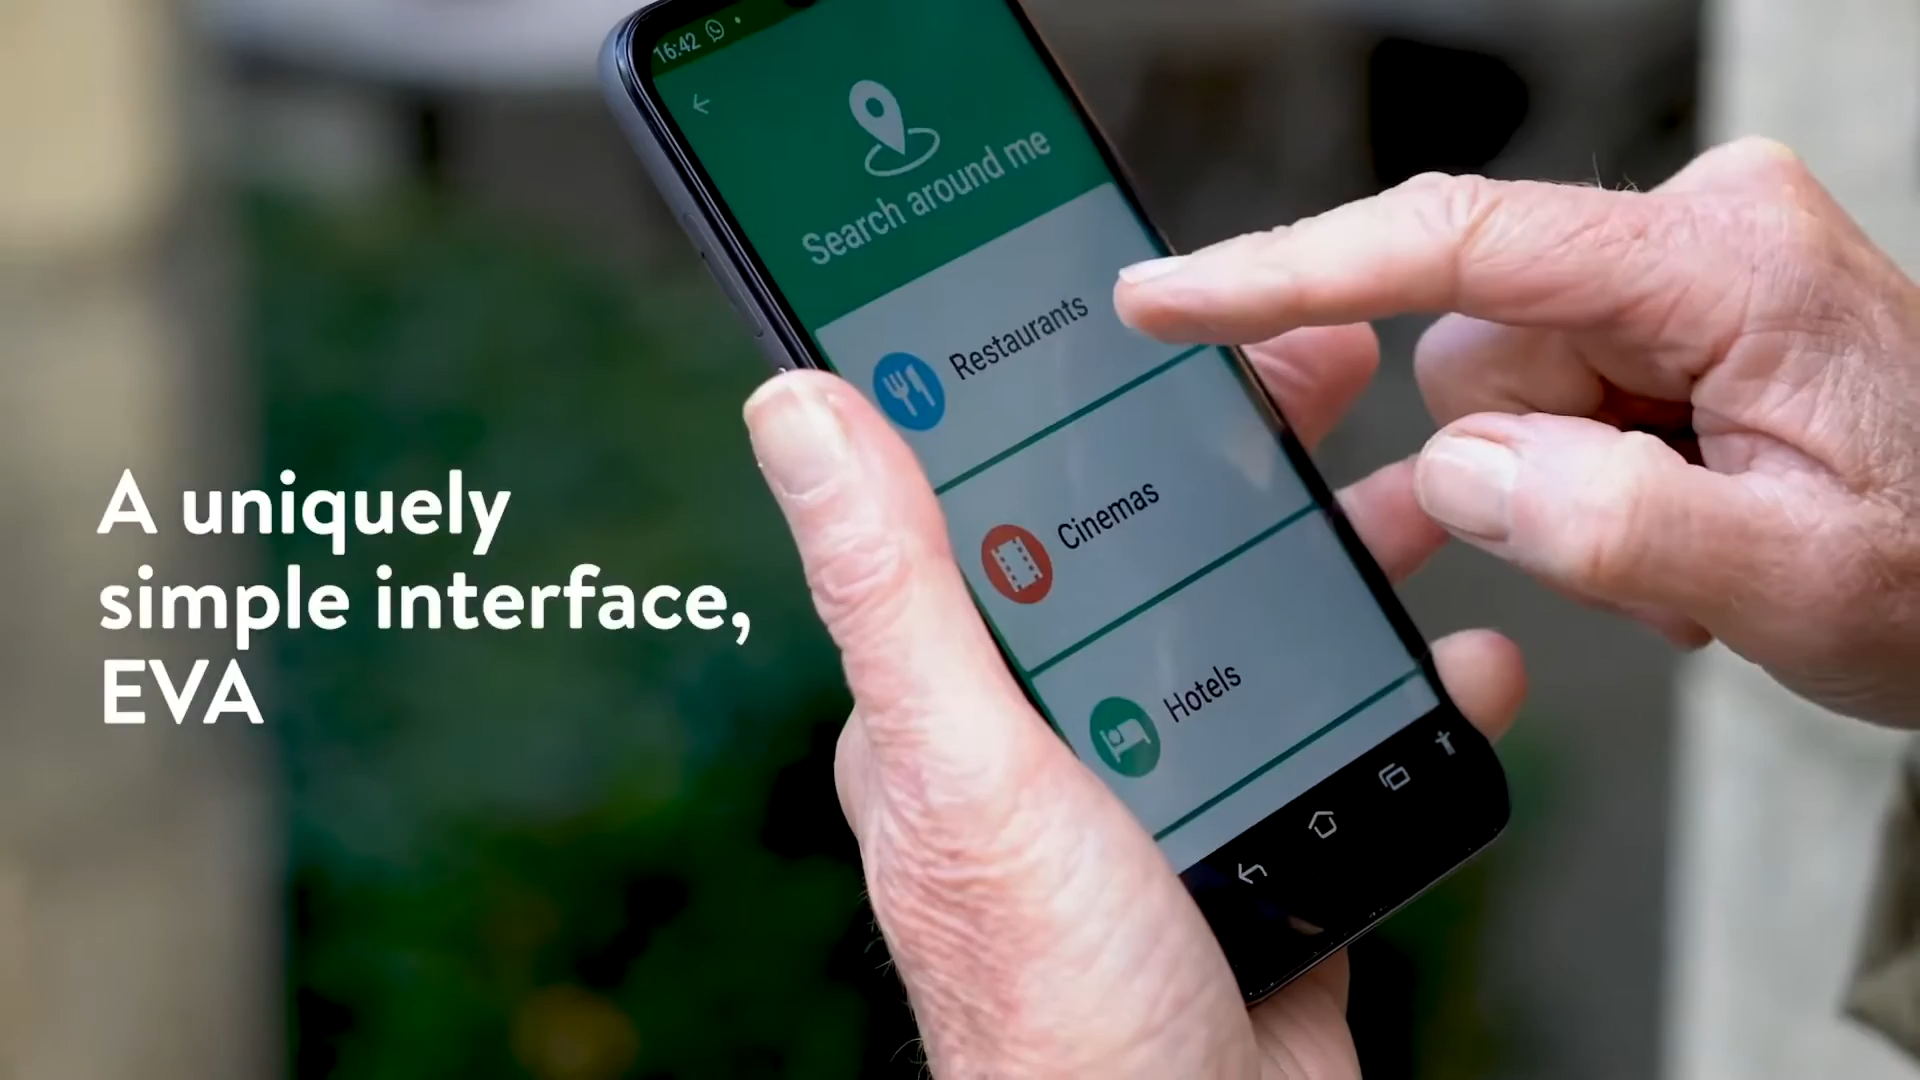 16:42
Search around me
Restaurants
Cinemas
Hotels
A uniquely
simple interface,
EVA